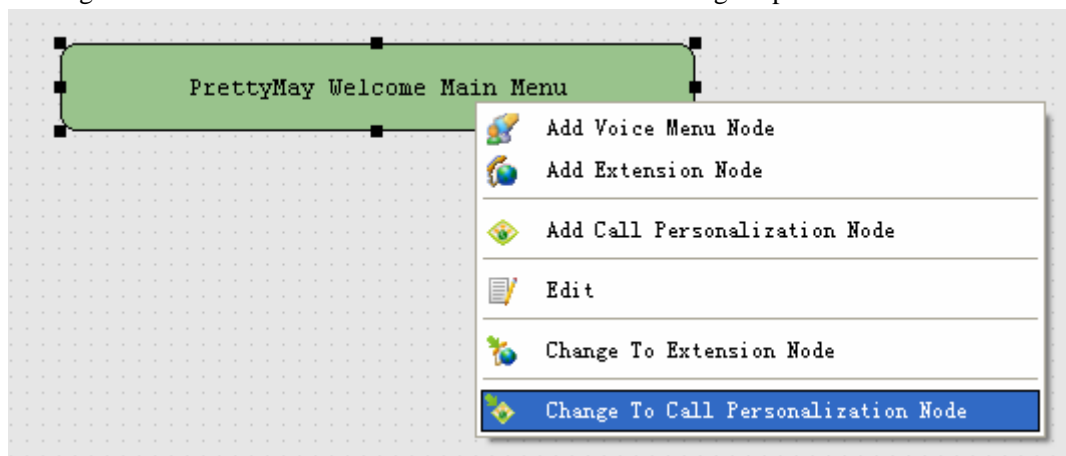 PrettyMay Welcome Main Menu
Add Voice Menu Node
Add Extension Node
Add Call Personalization Node
Edit
Change To Extension Node
Change To Call Personalization Node